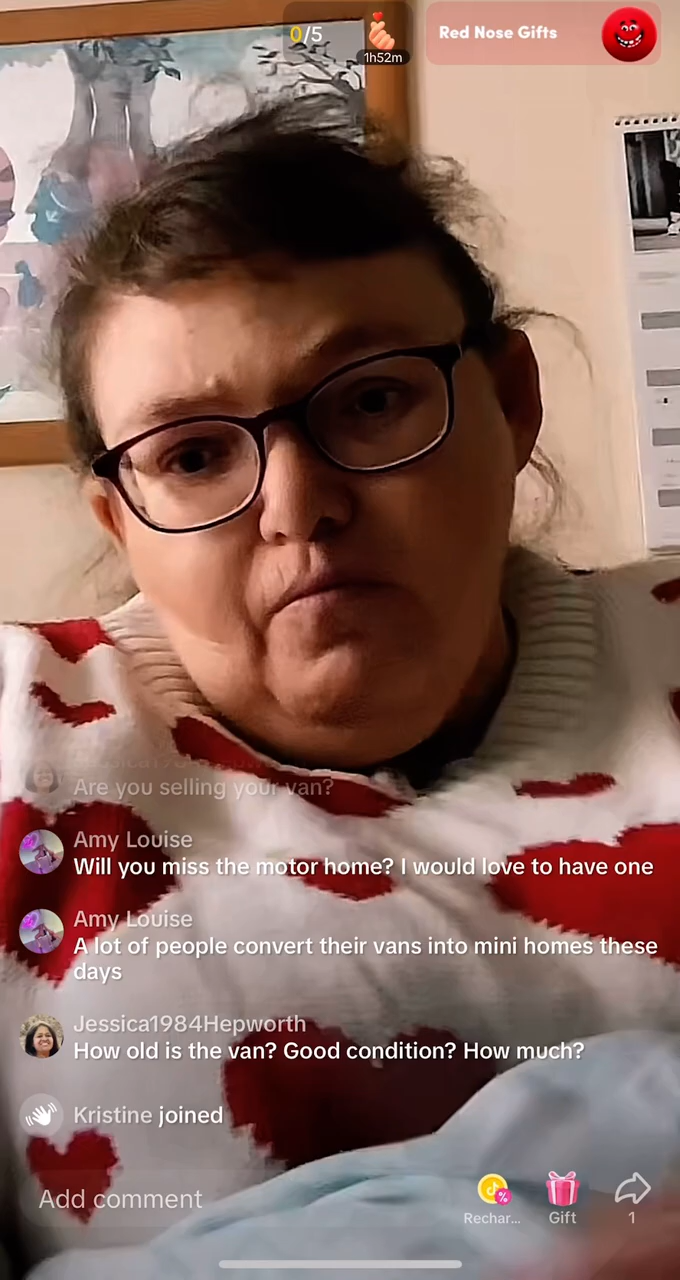 0/5
1h52m
Red Nose Gifts
Are you selling your van?
Amy Louise
Will you miss the motor home? I would love to have one
Amy Louise
A lot of people convert their vans into mini homes these
days
Jessica1984Hepworth
How old is the van? Good condition? How much?
Kristine joined
Add comment
Rechar...
Gift
1